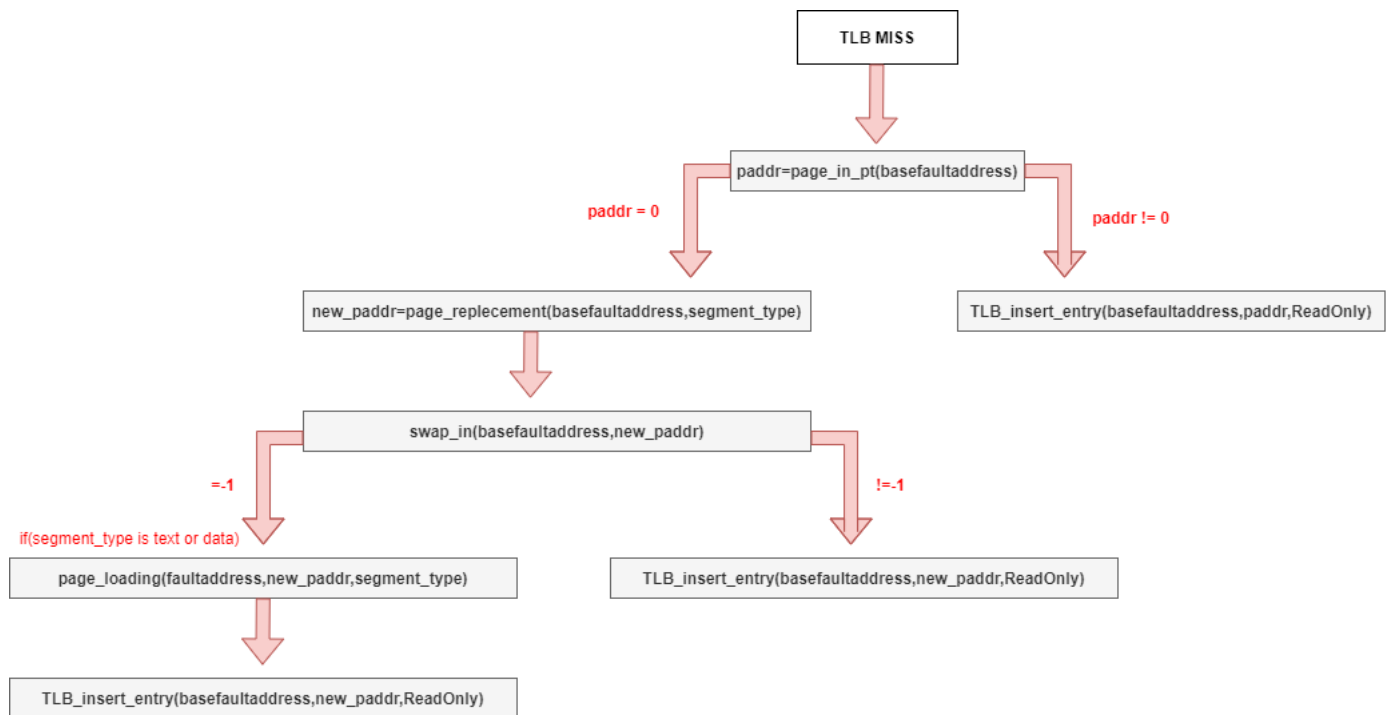 TLB MISS
paddr=page_in_pt(basefaultaddress)
paddr = 0
paddr != 0
new_paddr=page_replecement(basefaultaddress,segment_type)
TLB_insert_entry(basefaultaddress,paddr,ReadOnly)
swap_in(basefaultaddress,new_paddr)
=-1
!=-1
if(segment_type is text or data)
page_loading(faultaddress,new_paddr,segment_type)
TLB_insert_entry(basefaultaddress,new_paddr,ReadOnly)
TLB_insert_entry(basefaultaddress,new_paddr,ReadOnly)